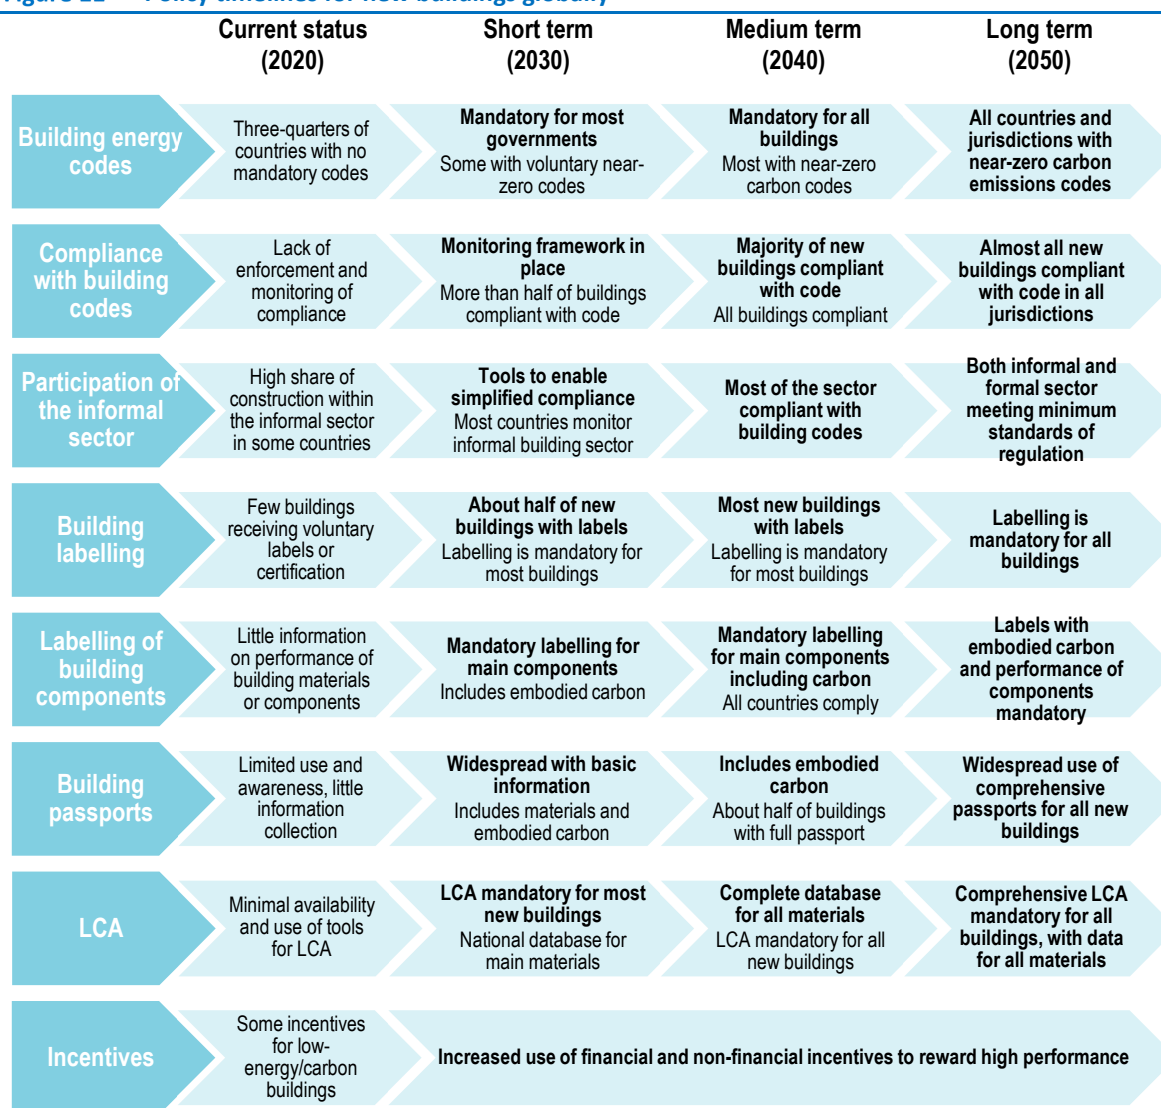 Current status
(2020)
Short term
(2030)
Medium term
(2040)
Long term
(2050)
Building energy
codes
Three-quarters of
countries with no
mandatory codes
Mandatory for most
governments
Some with voluntary near-
zero codes
Mandatory for all
buildings
Most with near-zero
carbon codes
All countries and
jurisdictions with
near-zero carbon
emissions codes
Compliance
with building
codes
Lack of
enforcement and
monitoring of
compliance
Monitoring framework in
place
More than half of buildings
compliant with code
Majority of new
buildings compliant
with code
All buildings compliant
Almost all new
buildings compliant
with code in all
jurisdictions
Participation of
the informal
sector
High share of
construction within
the informal sector
in some countries
Tools to enable
simplified compliance
Most countries monitor
informal building sector
Most of the sector
compliant with
building codes
Both informal and
formal sector
meeting minimum
standards of
regulation
Building
labelling
Few buildings
receiving voluntary
labels or
certification
About half of new
buildings with labels
Labelling is mandatory for
most buildings
Most new buildings
with labels
Labelling is mandatory
for most buildings
Labelling is
mandatory for all
buildings
Labelling of
building
components
Little information
on performance of
building materials
or components
Mandatory labelling for
main components
Includes embodied carbon
Mandatory labelling
for main components
including carbon
All countries comply
Labels with
embodied carbon
and performance of
components
mandatory
Building
passports
Limited use and
awareness, little
information
collection
Widespread with basic
information
Includes materials and
embodied carbon
Includes embodied
carbon
About half of buildings
with full passport
Widespread use of
comprehensive
passports for all new
buildings
LCA
Minimal availability
and use of tools
for LCA
LCA mandatory for most
new buildings
National database for
main materials
Complete database
for all materials
LCA mandatory for all
new buildings
Comprehensive LCA
mandatory for all
buildings, with data
for all materials
Incentives
Some incentives
for low-
energy/carbon
buildings
Increased use of financial and non-financial incentives to reward high performance